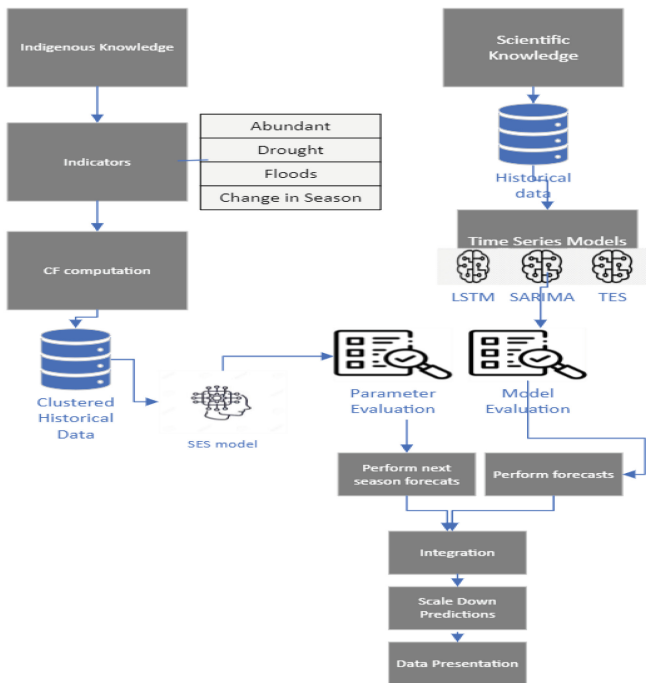 Indigenous Knowledge
Scientific
Knowledge
Indicators
Abundant
Drought
Floods
Change in Season
Historical
data
CF computation
Time Series Models
LSTM SARIMA TES
Clustered
Historical
Data
SES model
Parameter
Evaluation
Model
Evaluation
Perform next
season forecats
Perform forecasts
Integration
Scale Down
Predictions
Data Presentation